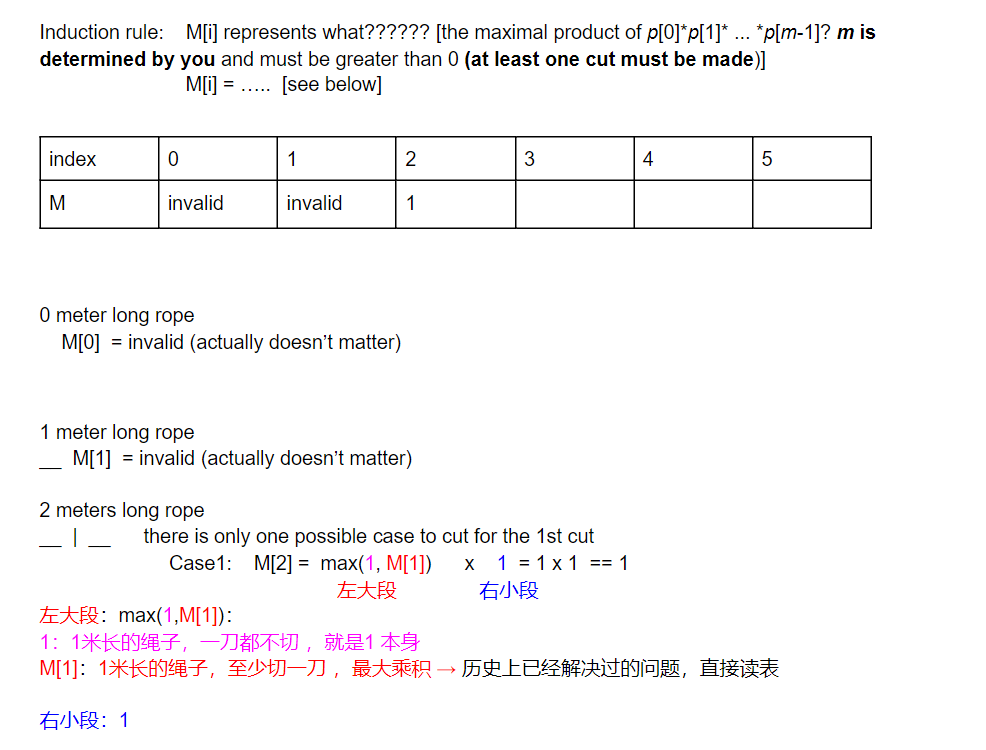 Induction rule: M[i] represents what?????? [the maximal product of p[0]*p[1]* ... *p[m-1]? m is
determined by you and must be greater than 0 (at least one cut must be made)]
M[i] = ….. [see below]
index 0 1 2 3 4 5
M invalid invalid 1
0 meter long rope
M[0] = invalid (actually doesn’t matter)
1 meter long rope
__ M[1] = invalid (actually doesn’t matter)
2 meters long rope
__ | __ there is only one possible case to cut for the 1st cut
Case1: M[2] = max(1, M[1]) x 1 = 1 x 1 == 1
左大段 右小段
左大段：max(1,M[1])：
1：1米长的绳子，一刀都不切 ，就是1 本身
M[1]：1米长的绳子，至少切一刀 ，最大乘积 → 历史上已经解决过的问题，直接读表
右小段：1